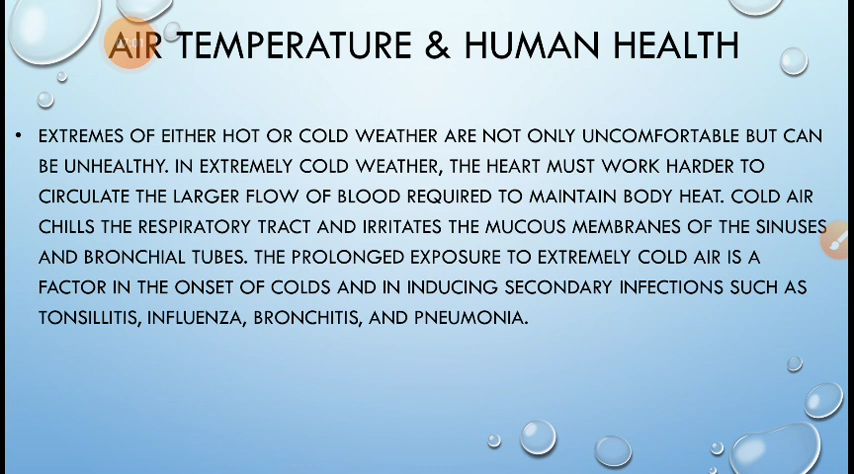 AIR TEMPERATURE & HUMAN HEALTH
• EXTREMES OF EITHER HOT OR COLD WEATHER ARE NOT ONLY UNCOMFORTABLE BUT CAN
BE UNHEALTHY. IN EXTREMELY COLD WEATHER, THE HEART MUST WORK HARDER TO
CIRCULATE THE LARGER FLOW OF BLOOD REQUIRED TO MAINTAIN BODY HEAT. COLD AIR
CHILLS THE RESPIRATORY TRACT AND IRRITATES THE MUCOUS MEMBRANES OF THE SINUSES
AND BRONCHIAL TUBES. THE PROLONGED EXPOSURE TO EXTREMELY COLD AIR IS A
FACTOR IN THE ONSET OF COLDS AND IN INDUCING SECONDARY INFECTIONS SUCH AS
TONSILLITIS, INFLUENZA, BRONCHITIS, AND PNEUMONIA.